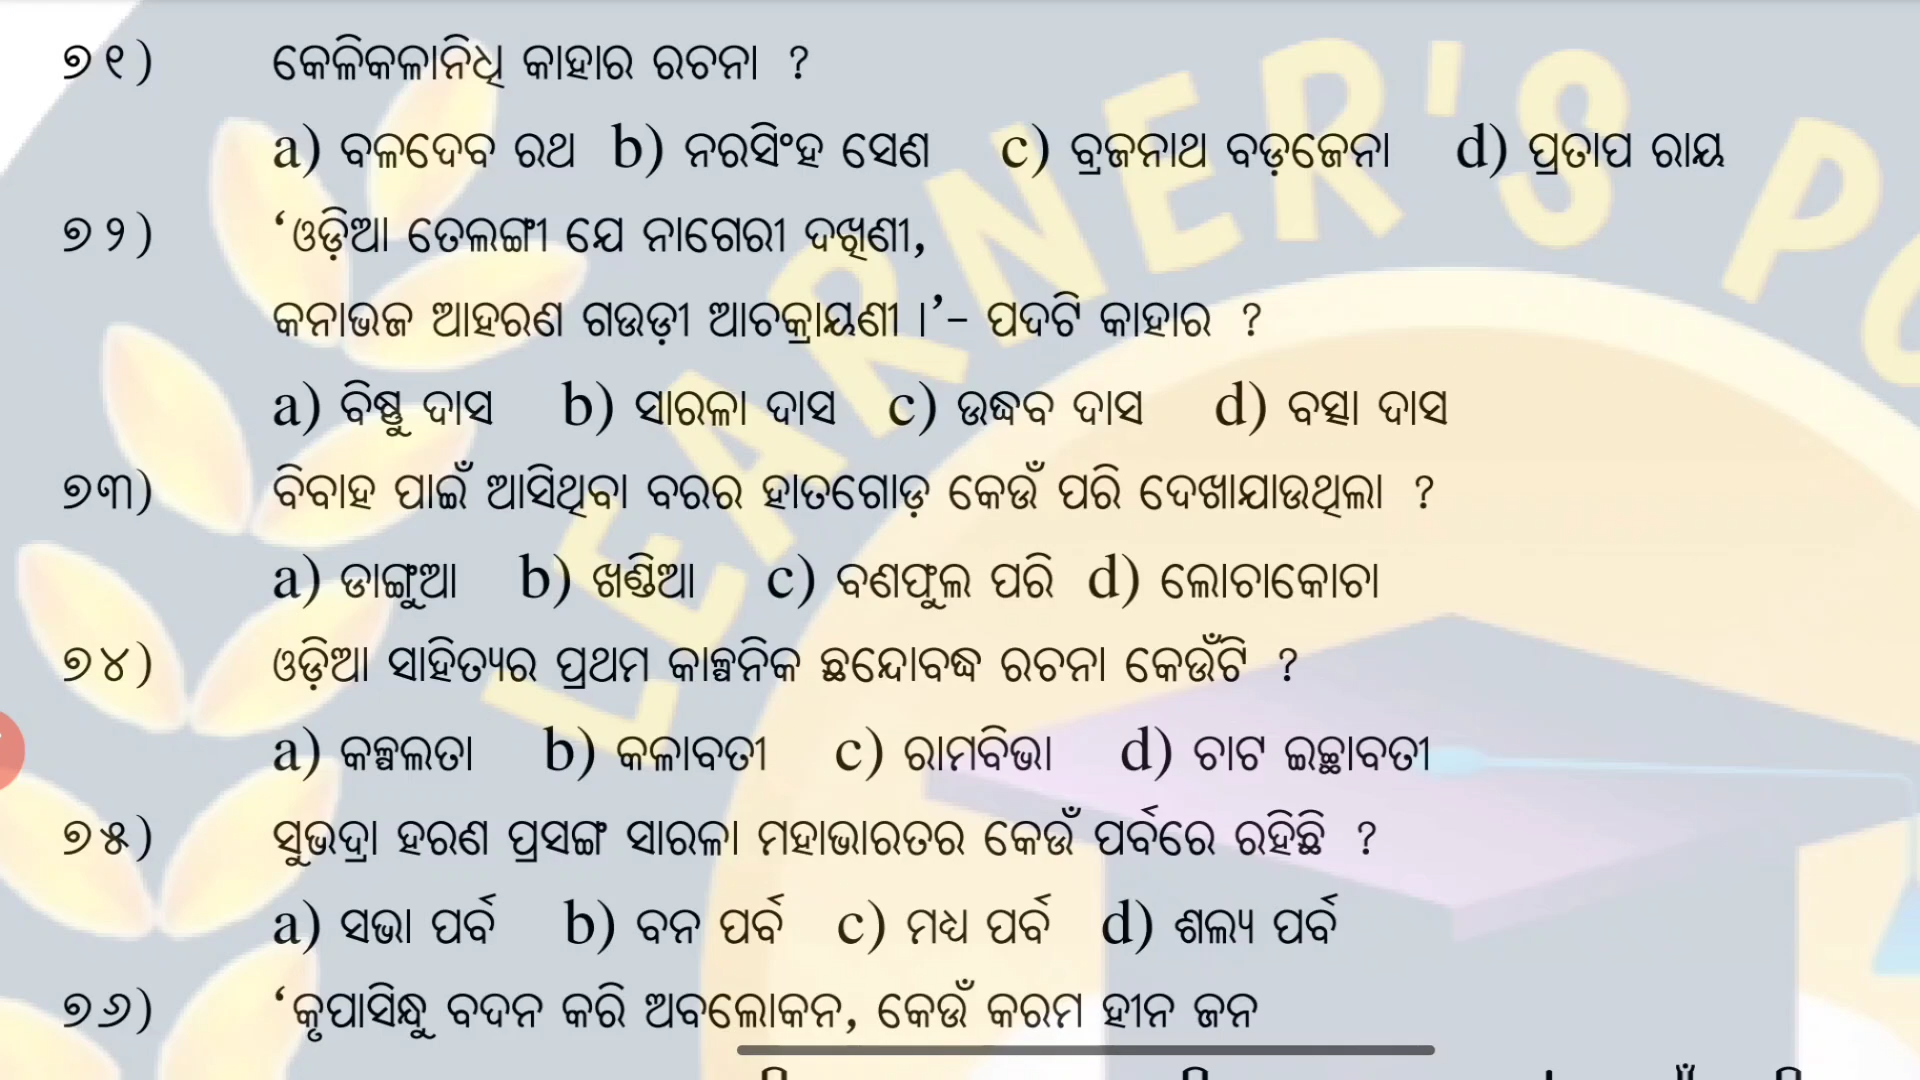 ୭୧) କେଳିକଳାନିଧି କାହାର ରଚନା ?
a) ବଳଦେବ ରଥ b) ନରସିଂହ ସେଣ c) ବ୍ରଜନାଥ ବଡ଼ଜେନା d) ପ୍ରତାପ ରାୟ
୭୨) ‘ଓଡ଼ିଆ ତେଲଙ୍ଗୀ ଯେ ନାଗେରୀ ଦଖିଣୀ,
କନାଭଜ ଆହରଣ ଗଉଡ଼ୀ ଆଚକ୍ରାୟଣୀ ।’– ପଦଟି କାହାର ?
a) ବିଷ୍ଣୁ ଦାସ b) ସାରଳା ଦାସ c) ଉଦ୍ଧବ ଦାସ d) ବତ୍ସା ଦାସ
୭୩) ବିବାହ ପାଇଁ ଆସିଥିବା ବରର ହାତଗୋଡ଼ କେଉଁ ପରି ଦେଖାଯାଉଥିଲା ?
a) ଡାଙ୍ଗୁଆ b) ଖଣ୍ଡିଆ c) ବଣଫୁଲ ପରି d) ଲୋଚାକୋଚା
୭୪) ଓଡ଼ିଆ ସାହିତ୍ୟର ପ୍ରଥମ କାଳ୍ପନିକ ଛନ୍ଦୋବଦ୍ଧ ରଚନା କେଉଁଟି ?
a) କଳ୍ପଲତା b) କଳାବତୀ c) ରାମବିଭା d) ଚାଟ ଇଚ୍ଛାବତୀ
୭୫) ସୁଭଦ୍ରା ହରଣ ପ୍ରସଙ୍ଗ ସାରଳା ମହାଭାରତର କେଉଁ ପର୍ବରେ ରହିଛି ?
a) ସଭା ପର୍ବ b) ବନ ପର୍ବ c) ମଧ୍ୟ ପର୍ବ d) ଶଲ୍ୟ ପର୍ବ
୭୬) ‘କୃପାସିନ୍ଧୁ ବଦନ କରି ଅବଲୋକନ, କେଉଁ କରମ ହୀନ ଜନ
LEARNER'S